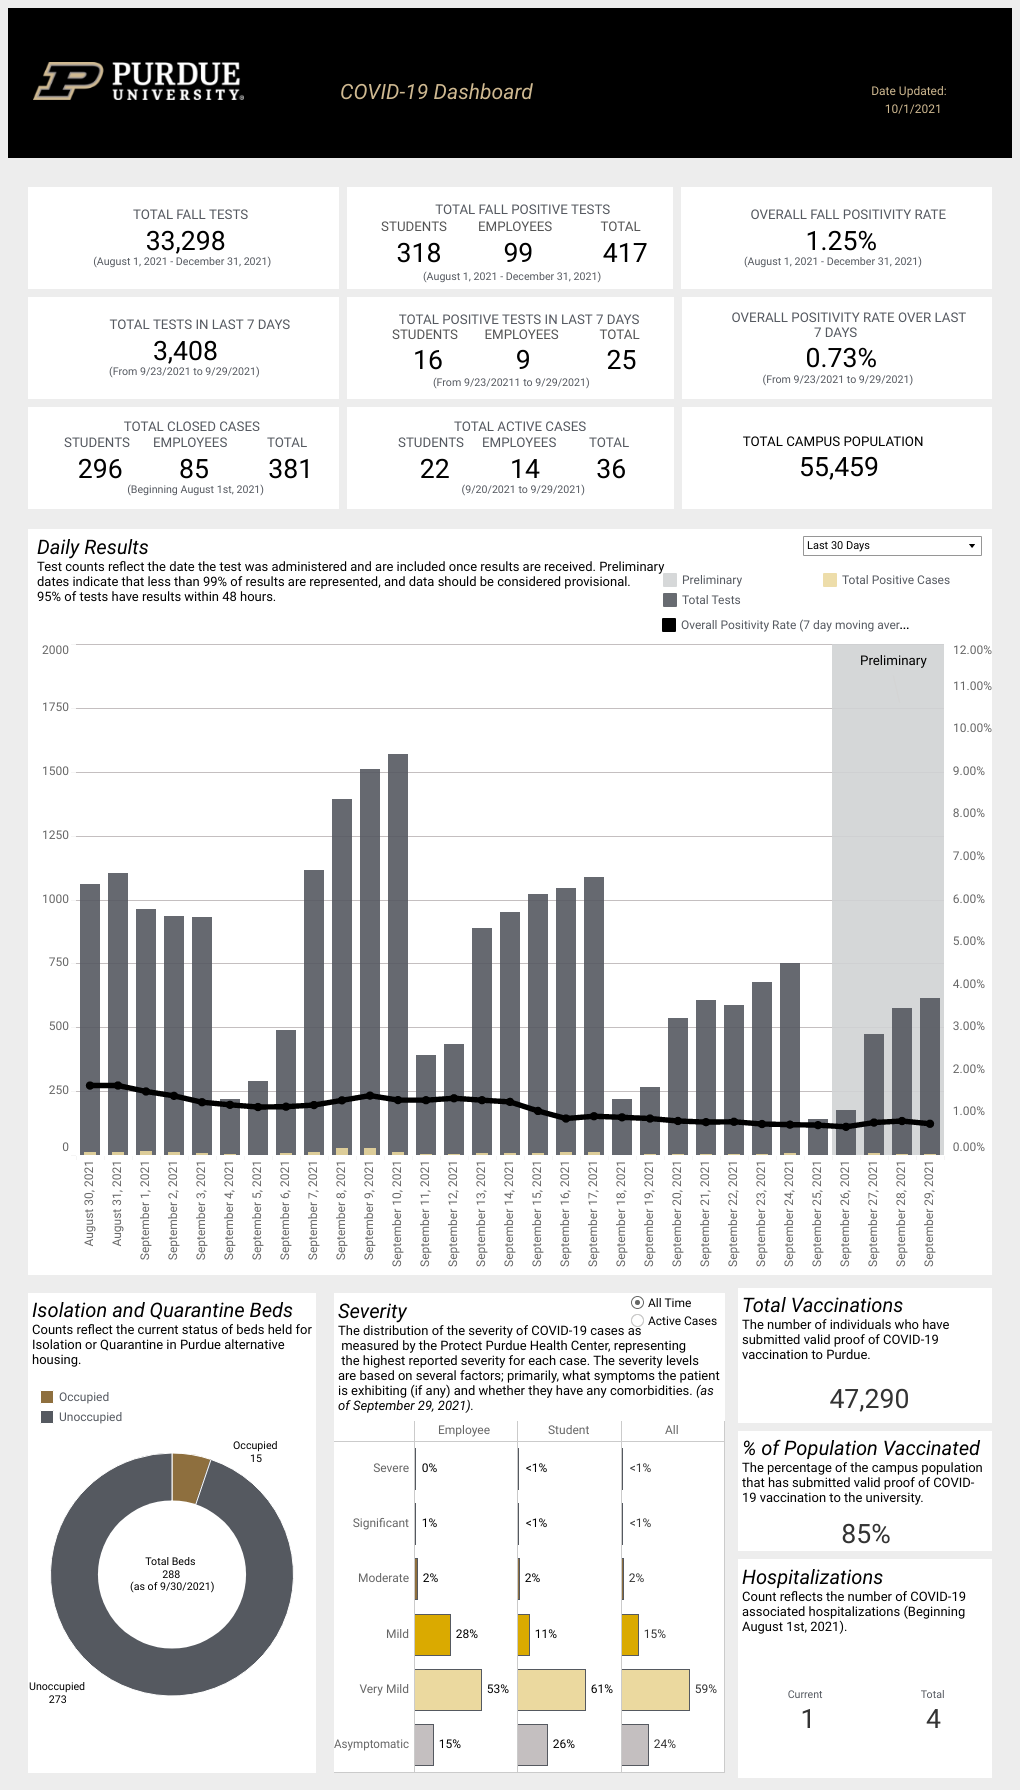 PURDUE
UNIVERSITY®
COVID-19 Dashboard
Date Updated:
10/1/2021
TOTAL FALL TESTS
33,298
(August 1, 2021 - December 31, 2021)
TOTAL FALL POSITIVE TESTS
STUDENTS EMPLOYEES TOTAL
318 99 417
(August 1, 2021 - December 31, 2021)
OVERALL FALL POSITIVITY RATE
1.25%
(August 1, 2021 - December 31, 2021)
TOTAL TESTS IN LAST 7 DAYS
3,408
(From 9/23/2021 to 9/29/2021)
TOTAL POSITIVE TESTS IN LAST 7 DAYS
STUDENTS EMPLOYEES TOTAL
16 9 25
(From 9/23/20211 to 9/29/2021)
OVERALL POSITIVITY RATE OVER LAST
7 DAYS
0.73%
(From 9/23/2021 to 9/29/2021)
TOTAL CLOSED CASES
STUDENTS EMPLOYEES TOTAL
296 85 381
(Beginning August 1st, 2021)
TOTAL ACTIVE CASES
STUDENTS EMPLOYEES TOTAL
22 14 36
(9/20/2021 to 9/29/2021)
TOTAL CAMPUS POPULATION
55,459
Daily Results
Test counts reflect the date the test was administered and are included once results are received. Preliminary
dates indicate that less than 99% of results are represented, and data should be considered provisional.
95% of tests have results within 48 hours.
Last 30 Days
Preliminary
Total Positive Cases
Total Tests
Overall Positivity Rate (7 day moving aver...
2000
1750
1500
1250
1000
750
500
250
0
Preliminary
12.00%
11.00%
10.00%
9.00%
8.00%
7.00%
6.00%
5.00%
4.00%
3.00%
2.00%
1.00%
0.00%
August 30, 2021
August 31, 2021
September 1, 2021
September 2, 2021
September 3, 2021
September 4, 2021
September 5, 2021
September 6, 2021
September 7, 2021
September 8, 2021
September 9, 2021
September 10, 2021
September 11, 2021
September 12, 2021
September 13, 2021
September 14, 2021
September 15, 2021
September 16, 2021
September 17, 2021
September 18, 2021
September 19, 2021
September 20, 2021
September 21, 2021
September 22, 2021
September 23, 2021
September 24, 2021
September 25, 2021
September 26, 2021
September 27, 2021
September 28, 2021
September 29, 2021
Isolation and Quarantine Beds
Counts reflect the current status of beds held for
Isolation or Quarantine in Purdue alternative
housing.
Occupied
Unoccupied
Occupied
15
Total Beds
288
(as of 9/30/2021)
Unoccupied
273
Severity
All Time
Active Cases
The distribution of the severity of COVID-19 cases as
measured by the Protect Purdue Health Center, representing
the highest reported severity for each case. The severity levels
are based on several factors; primarily, what symptoms the patient
is exhibiting (if any) and whether they have any comorbidities. (as
of September 29, 2021).
Employee Student All
Severe 0% <1% <1%
Significant 1% <1% <1%
Moderate 2% 2% 2%
Mild 28% 11% 15%
Very Mild 53% 61% 59%
Asymptomatic 15% 26% 24%
Total Vaccinations
The number of individuals who have
submitted valid proof of COVID-19
vaccination to Purdue.
47,290
% of Population Vaccinated
The percentage of the campus population
that has submitted valid proof of COVID-
19 vaccination to the university.
85%
Hospitalizations
Count reflects the number of COVID-19
associated hospitalizations (Beginning
August 1st, 2021).
Current Total
1 4